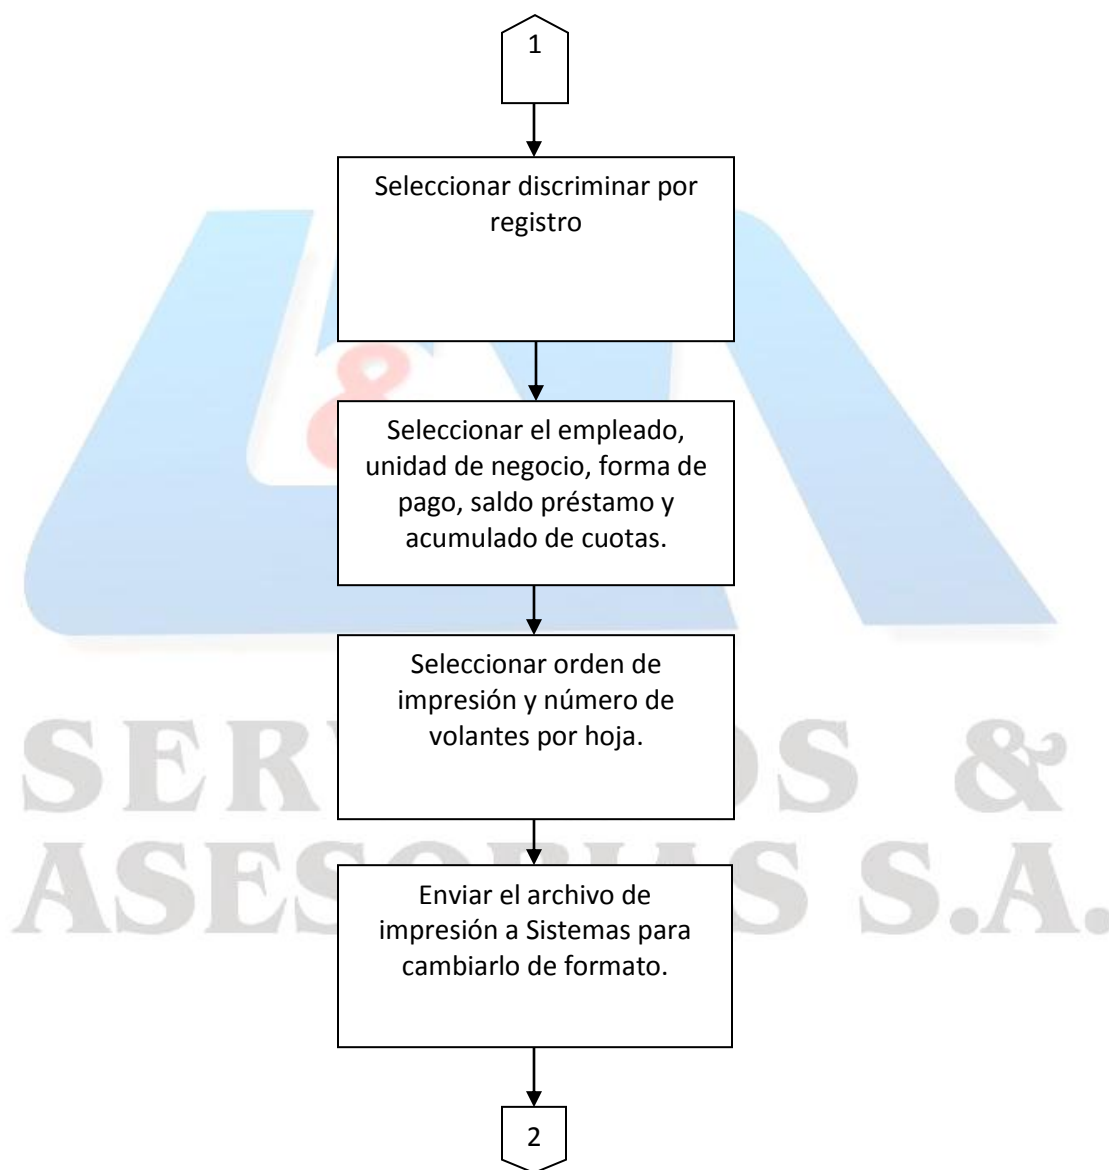 1
Seleccionar discriminar por
registro
Seleccionar el empleado,
unidad de negocio, forma de
pago, saldo préstamo y
acumulado de cuotas.
Seleccionar orden de
impresión y número de
volantes por hoja.
Enviar el archivo de
impresión a Sistemas para
cambiarlo de formato.
2
&
ASESORIAS S.A.